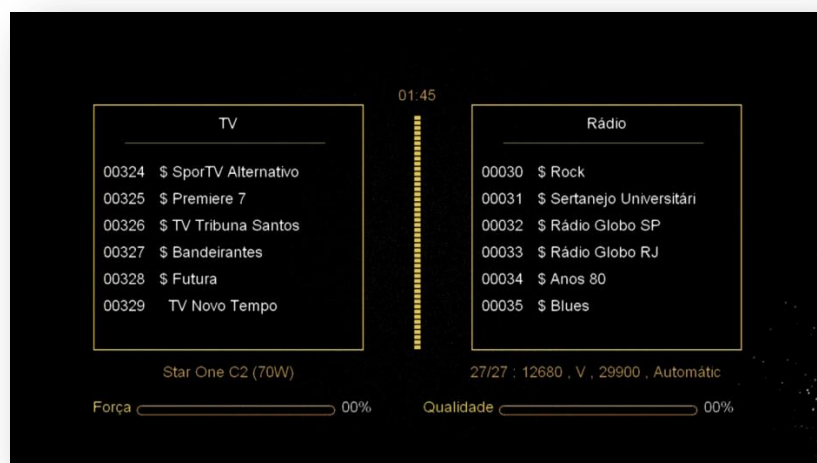 01:45
TV
00324 $ SporTV Alternativo
00325 $ Premiere 7
00326 $ TV Tribuna Santos
00327 $ Bandeirantes
00328 $ Futura
00329 TV Novo Tempo
Rádio
00030 $ Rock
00031 $ Sertanejo Universitári
00032 $ Rádio Globo SP
00033 $ Rádio Globo RJ
00034 $ Anos 80
00035 $ Blues
Star One C2 (70W)
27/27 : 12680 , V , 29900 , Automátic
Força 00%
Qualidade 00%